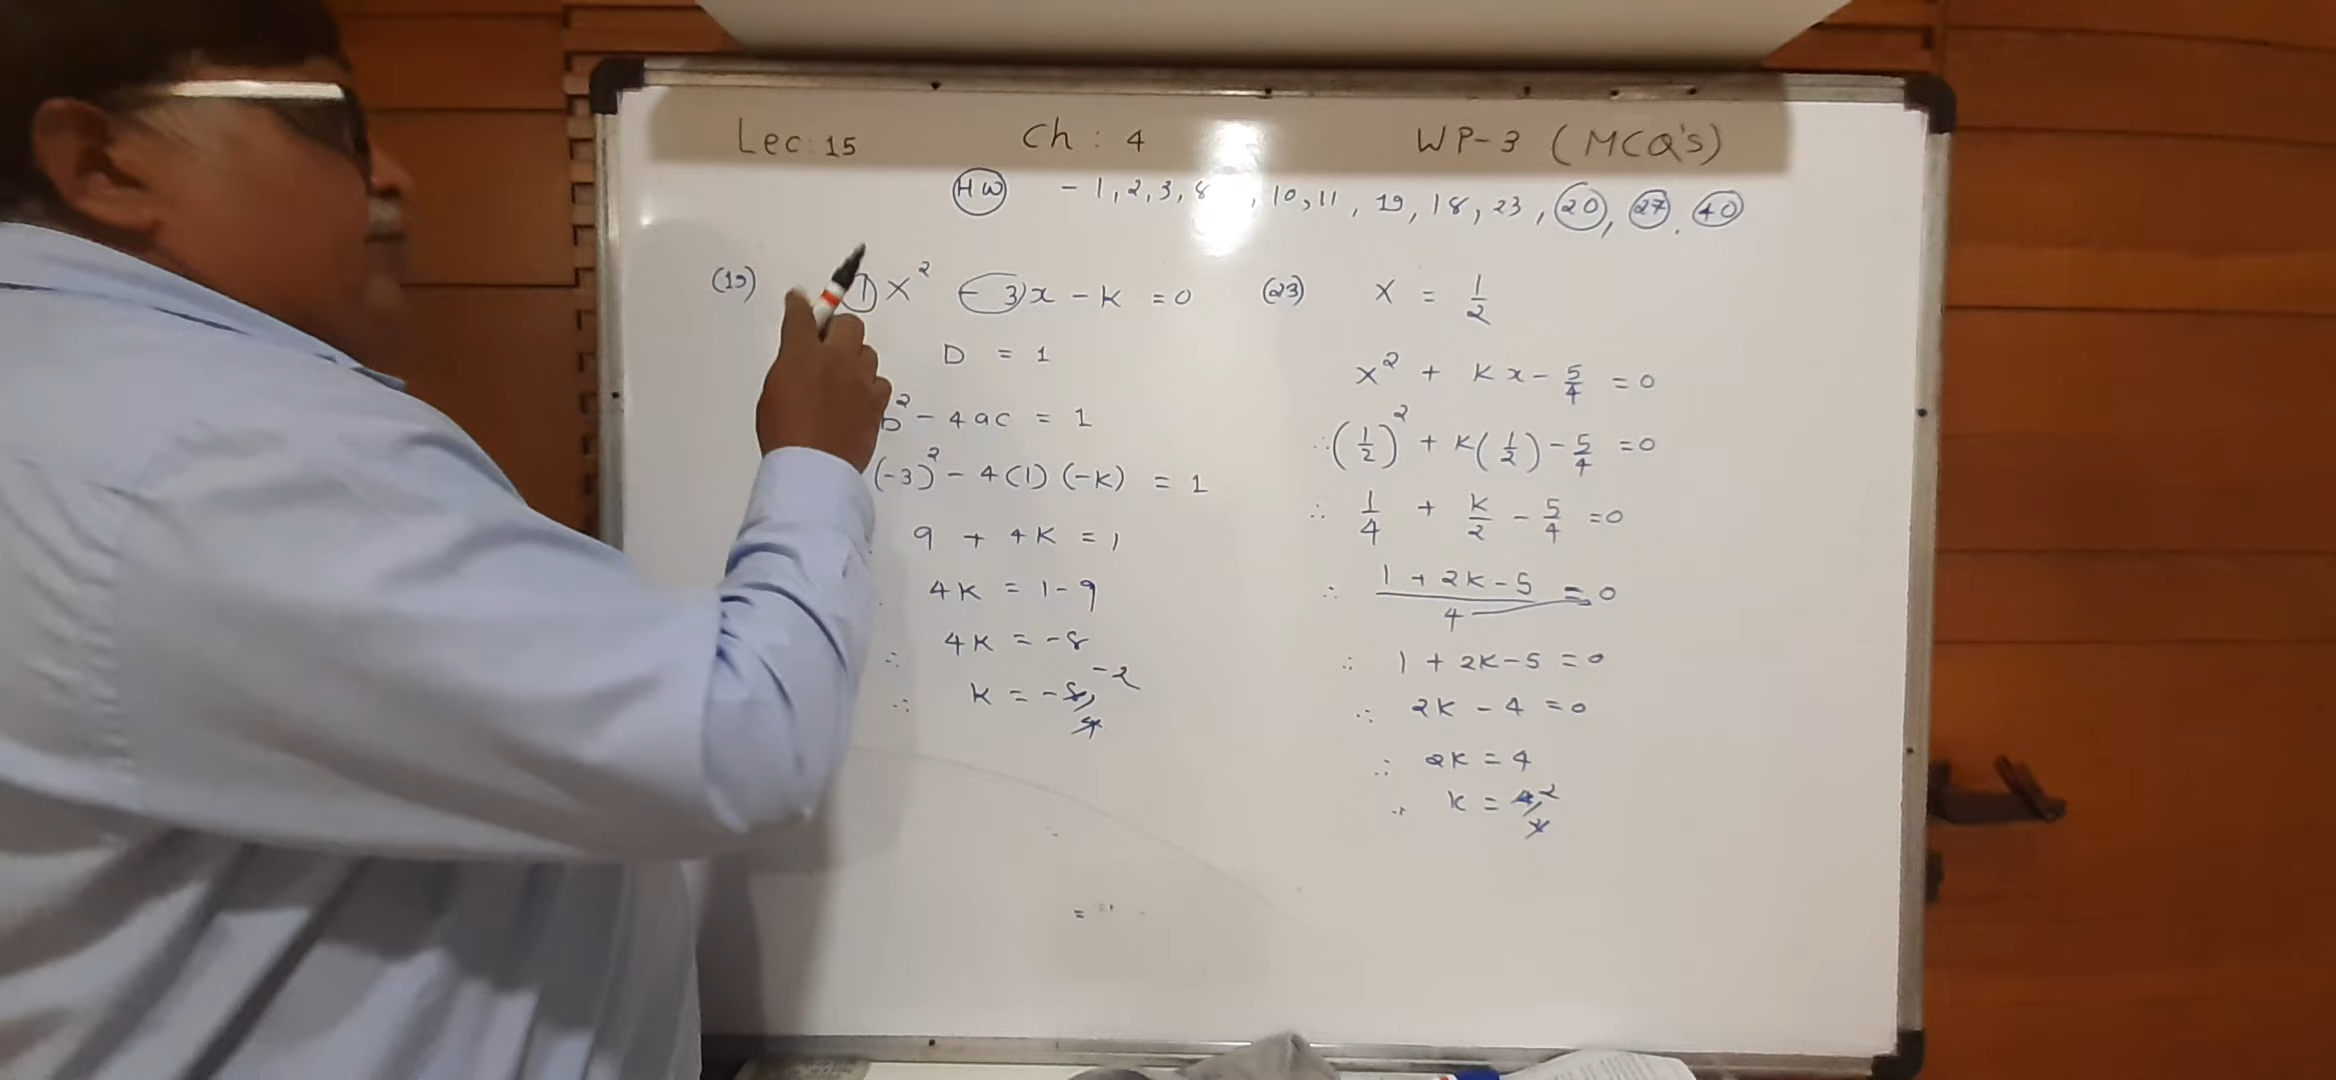 Lec: 15 Ch: 4 WP-3 (MCQ'S)
HW - 1, 2, 3, 8 , 10, 11, 19, 18, 23, 20, 27, 40
(19) 1x² - 3x - k = 0
D = 1
b² - 4ac = 1
(-3)² - 4(1)(-k) = 1
9 + 4k = 1
4k = 1-9
∴ 4k = -8
∴ k = -8/4 -2
(23) x = 1/2
x² + kx - 5/4 = 0
∴ (1/2)² + k(1/2) - 5/4 = 0
∴ 1/4 + k/2 - 5/4 = 0
∴ 1 + 2k - 5 / 4 = 0
∴ 1 + 2k - 5 = 0
∴ 2k - 4 = 0
∴ 2k = 4
∴ k = 4/2 2